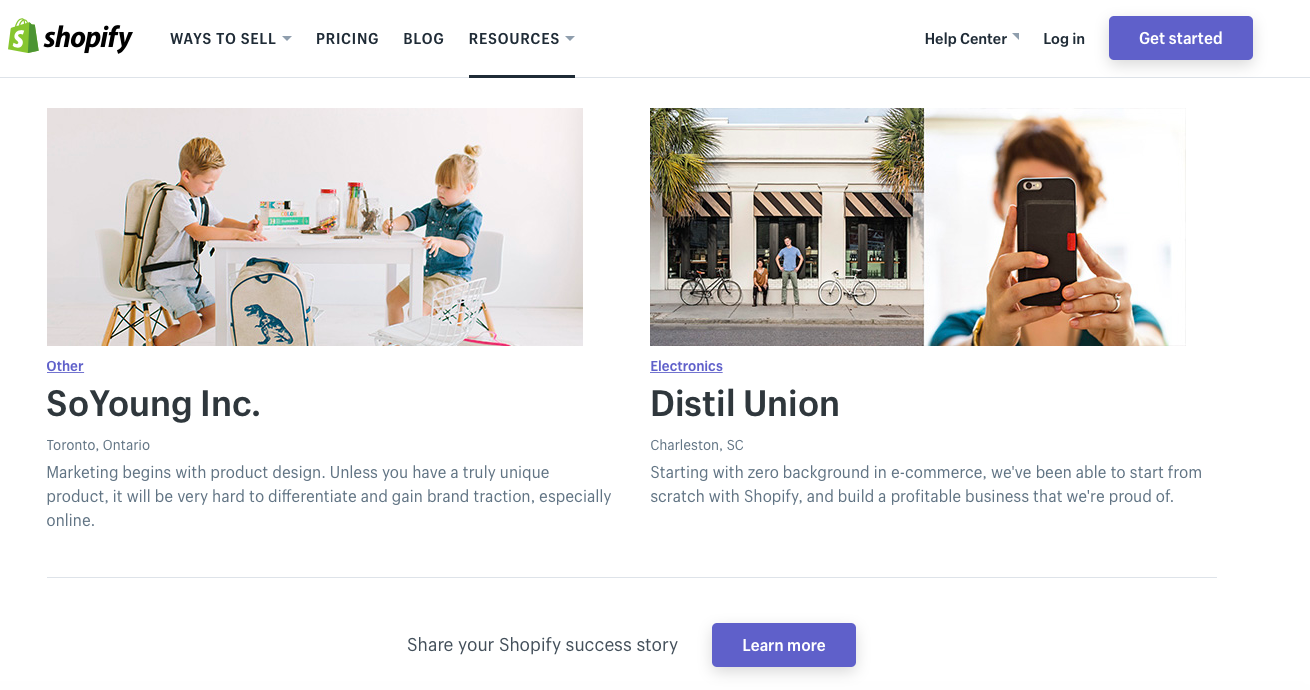 shopify
WAYS TO SELL
PRICING
BLOG
RESOURCES
Help Center
Log in
Get started
Other
SoYoung Inc.
Toronto, Ontario
Marketing begins with product design. Unless you have a truly unique
product, it will be very hard to differentiate and gain brand traction, especially
online.
Electronics
Distil Union
Charleston, SC
Starting with zero background in e-commerce, we've been able to start from
scratch with Shopify, and build a profitable business that we're proud of.
Share your Shopify success story
Learn more